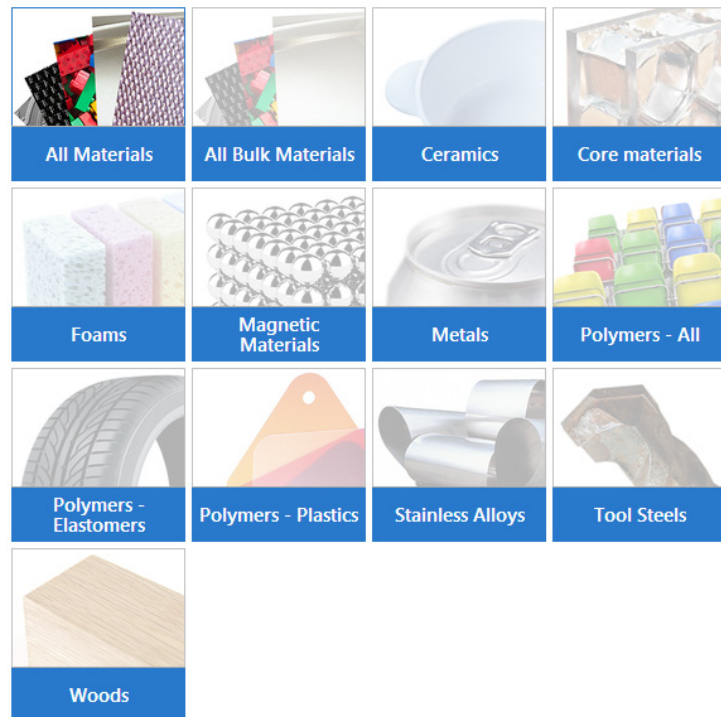 All Materials
All Bulk Materials
Ceramics
Core materials
Foams
Magnetic
Materials
Metals
Polymers - All
Polymers -
Elastomers
Polymers - Plastics
Stainless Alloys
Tool Steels
Woods